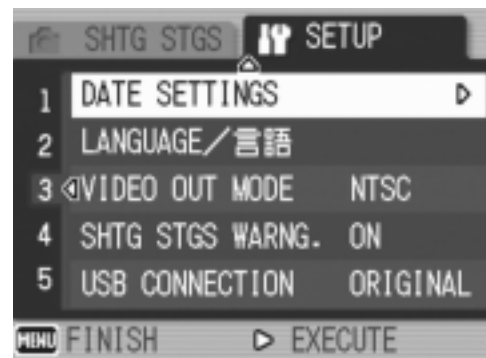 SHTG STGS SETUP
1 DATE SETTINGS
2 LANGUAGE/言語
3 VIDEO OUT MODE NTSC
4 SHTG STGS WARNG. ON
5 USB CONNECTION ORIGINAL
MENU FINISH EXECUTE